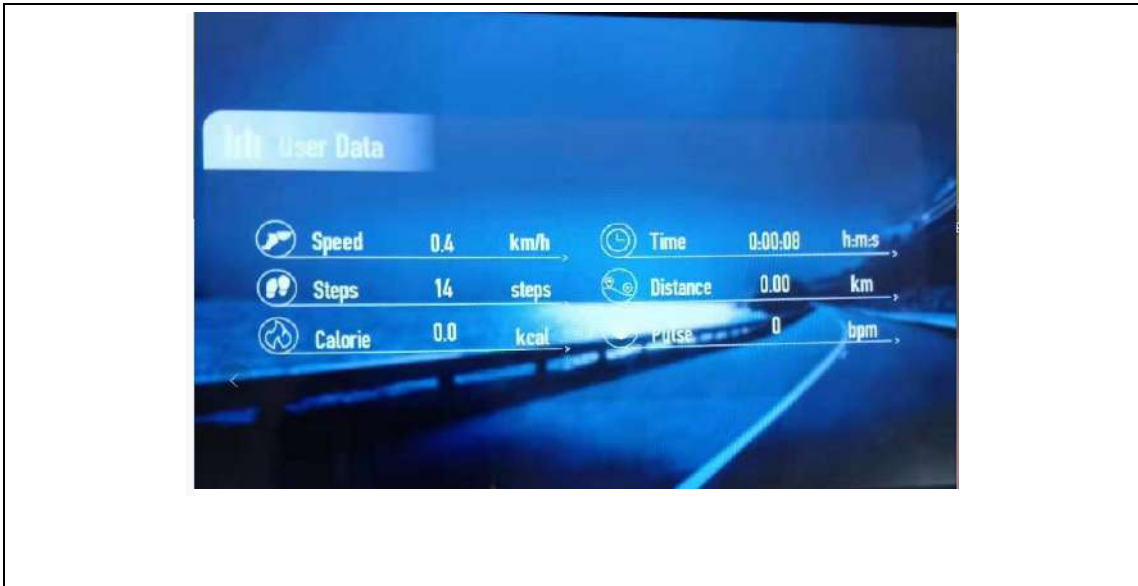 User Data
Speed 0.4 km/h Time 0:00:08 h:m:s
Steps 14 steps Distance 0.00 km
Calorie 0.0 kcal Pulse 0 bpm